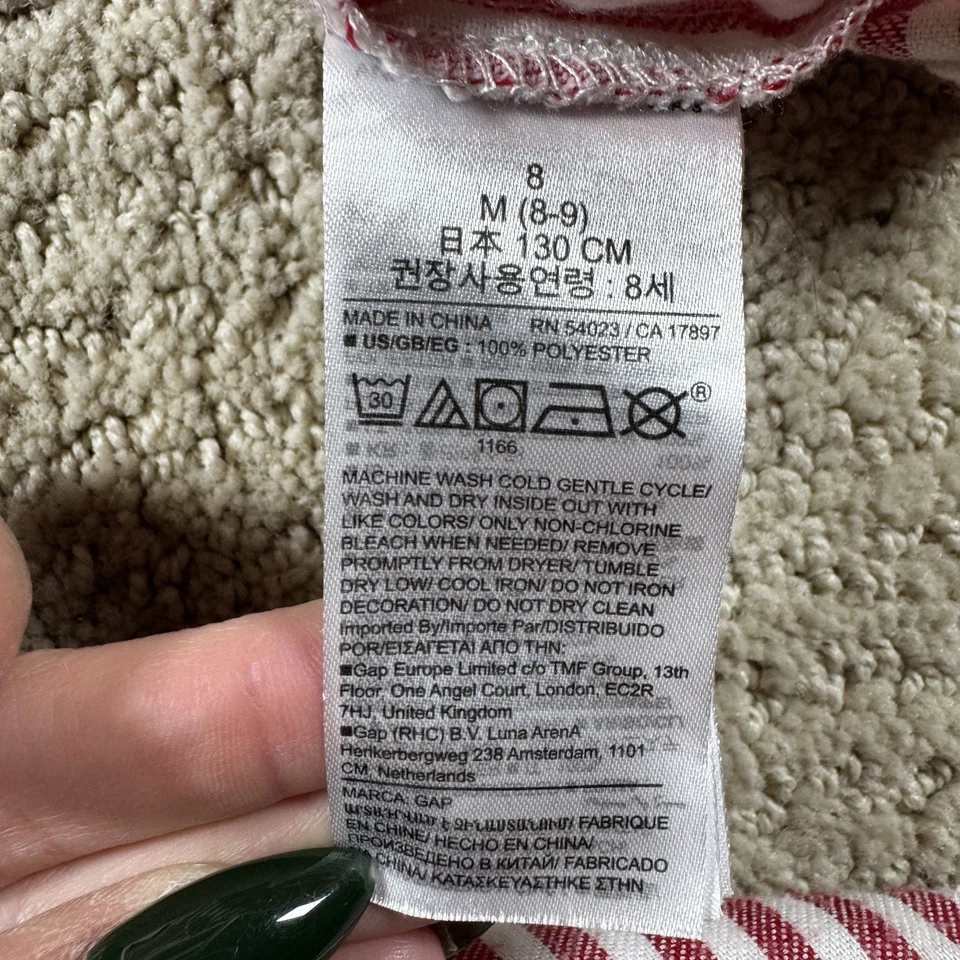 8
M (8-9)
日本 130 CM
권장사용연령 : 8세
MADE IN CHINA RN 54023 / CA 17897
■ US/GB/EG : 100% POLYESTER
30
®
1166
MACHINE WASH COLD GENTLE CYCLE/
WASH AND DRY INSIDE OUT WITH
LIKE COLORS/ ONLY NON-CHLORINE
BLEACH WHEN NEEDED/ REMOVE
PROMPTLY FROM DRYER/ TUMBLE
DRY LOW/ COOL IRON/ DO NOT IRON
DECORATION/ DO NOT DRY CLEAN
Imported By/Importe Par/DISTRIBUIDO
POR/ΕΙΣΑΓΕΤΑΙ ΑΠΟ ΤΗΝ:
■Gap Europe Limited c/o TMF Group, 13th
Floor, One Angel Court, London, EC2R
7HJ, United Kingdom
■Gap (RHC) B.V. Luna ArenA
Herikerbergweg 238 Amsterdam, 1101
CM, Netherlands
MARCA: GAP
ԱՐՏԱԴՐՎԱԾ Է ՉԻՆԱՍՏԱՆՈՒՄ/ FABRIQUE
EN CHINE/ HECHO EN CHINA/
ПРОИЗВЕДЕНО В КИТАЙ/ FABRICADO
CHINA/ ΚΑΤΑΣΚΕΥΑΣΤΗΚΕ ΣΤΗΝ